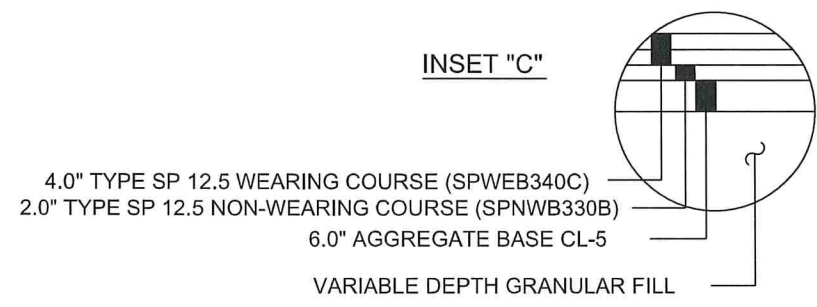 INSET "C"
4.0" TYPE SP 12.5 WEARING COURSE (SPWEB340C)
2.0" TYPE SP 12.5 NON-WEARING COURSE (SPNWB330B)
6.0" AGGREGATE BASE CL-5
VARIABLE DEPTH GRANULAR FILL